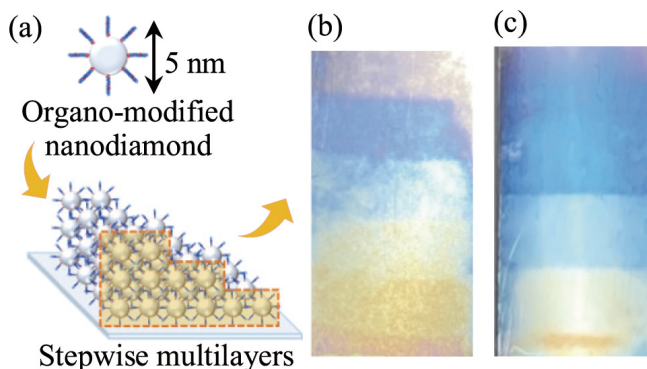 (a)
5 nm
Organo-modified
nanodiamond
Stepwise multilayers
(b)
(c)